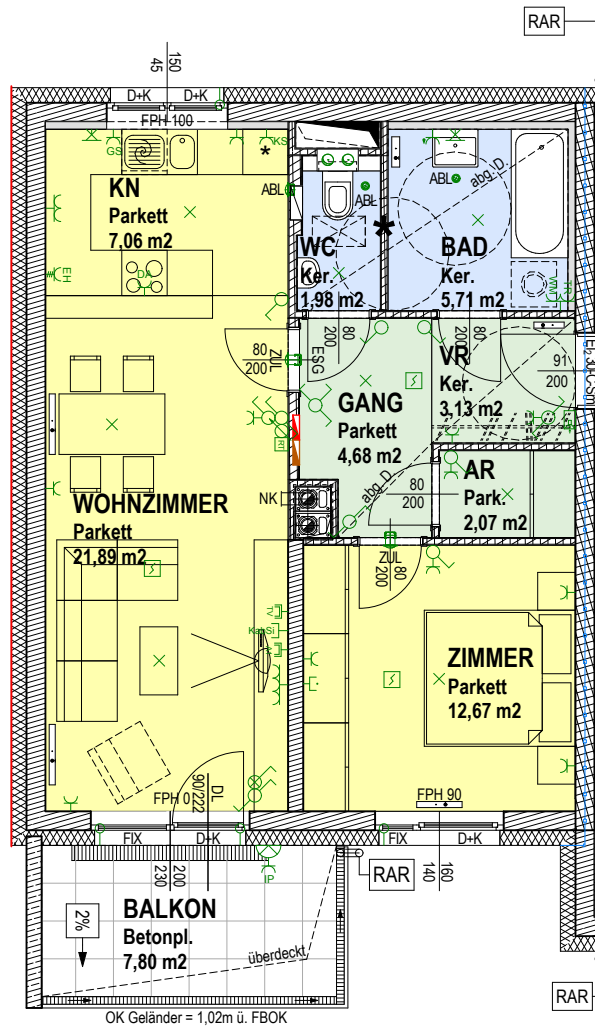 RAR
150
45
D+K
D+K
FPH 100
GS
KS
*
KN
Parkett
7,06 m2
ABL
ABL
ABL
abg. D.
WC
Ker.
1,98 m2
*
BAD
Ker.
5,71 m2
EH
DA
80
200
ZUL
ESG
80
200
80
200
VR
Ker.
3,13 m2
91
200
GANG
Parkett
4,68 m2
abg. D.
AR
Park.
2,07 m2
80
200
NK
WOHNZIMMER
Parkett
21,89 m2
ZUL
80
200
ZIMMER
Parkett
12,67 m2
FPH 0
90/222
DL
FPH 90
FIX
D+K
FIX
D+K
200
230
160
140
IP
RAR
BALKON
Betonpl.
7,80 m2
2%
überdeckt
RAR
OK Geländer = 1,02m ü. FBOK